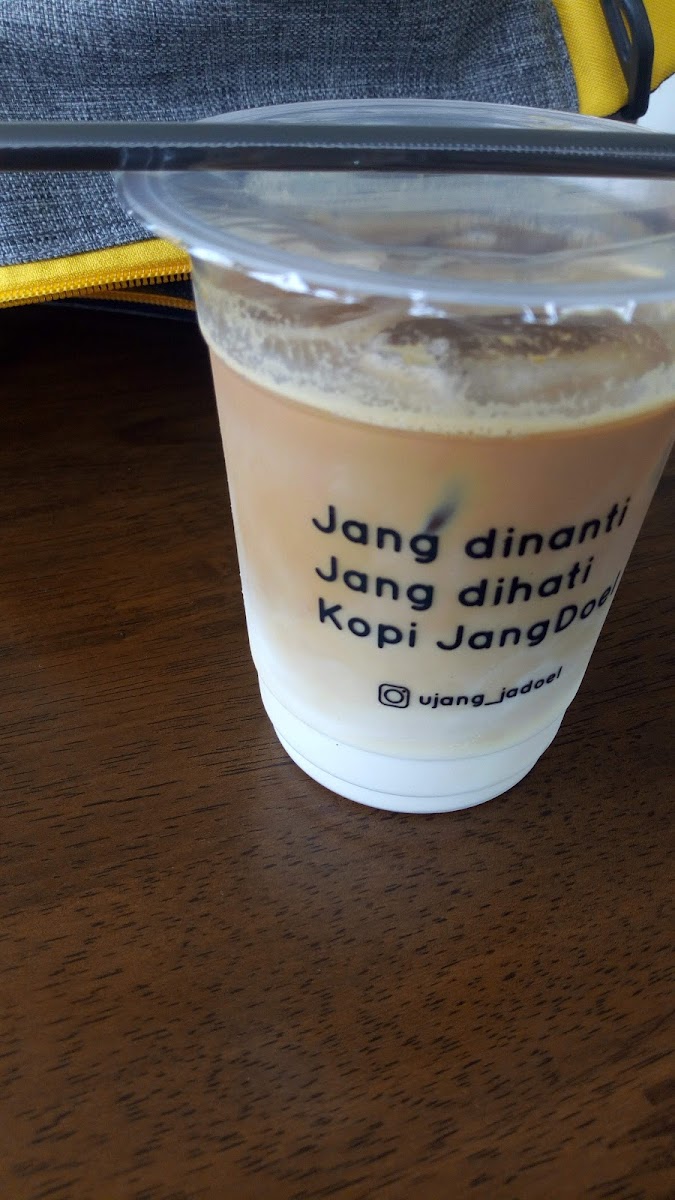 Jang dinanti
Jang dihati
Kopi JangDoel
ujang_jadoel